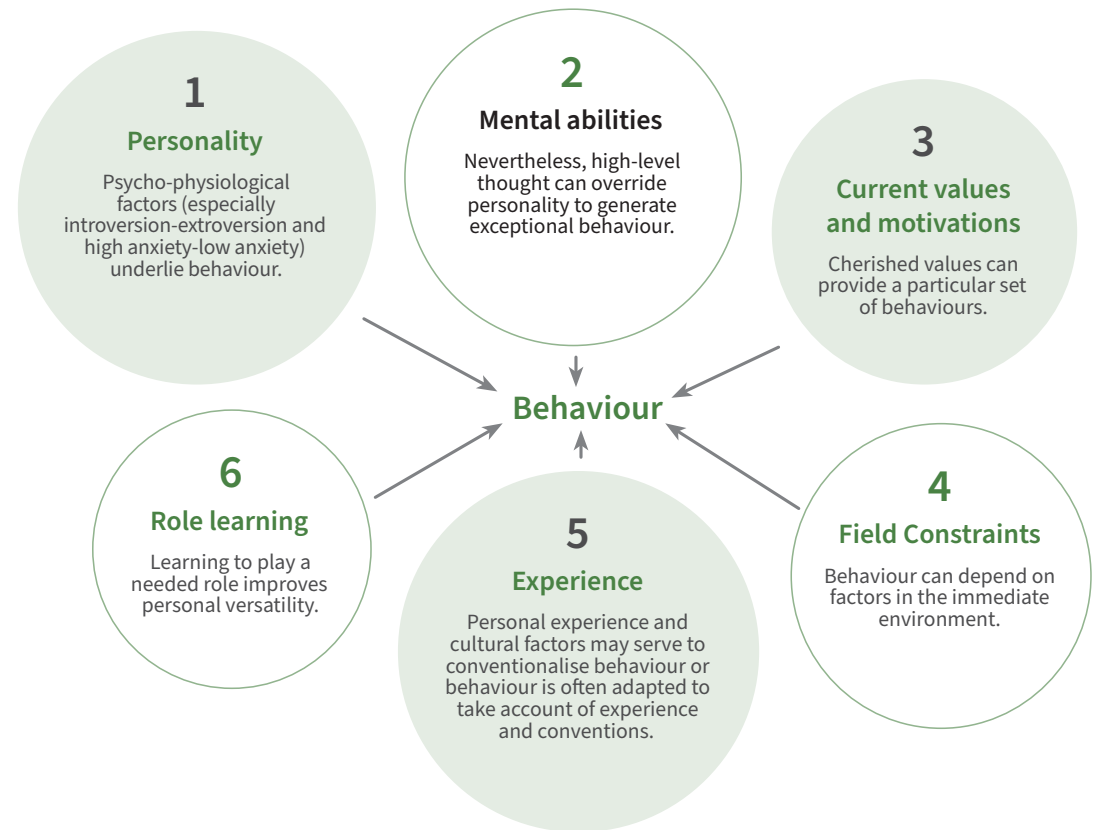 1
Personality
Psycho-physiological
factors (especially
introversion-extroversion and
high anxiety-low anxiety)
underlie behaviour.
2
Mental abilities
Nevertheless, high-level
thought can override
personality to generate
exceptional behaviour.
3
Current values
and motivations
Cherished values can
provide a particular set
of behaviours.
Behaviour
4
Field Constraints
Behaviour can depend on
factors in the immediate
environment.
5
Experience
Personal experience and
cultural factors may serve to
conventionalise behaviour or
behaviour is often adapted to
take account of experience
and conventions.
6
Role learning
Learning to play a
needed role improves
personal versatility.